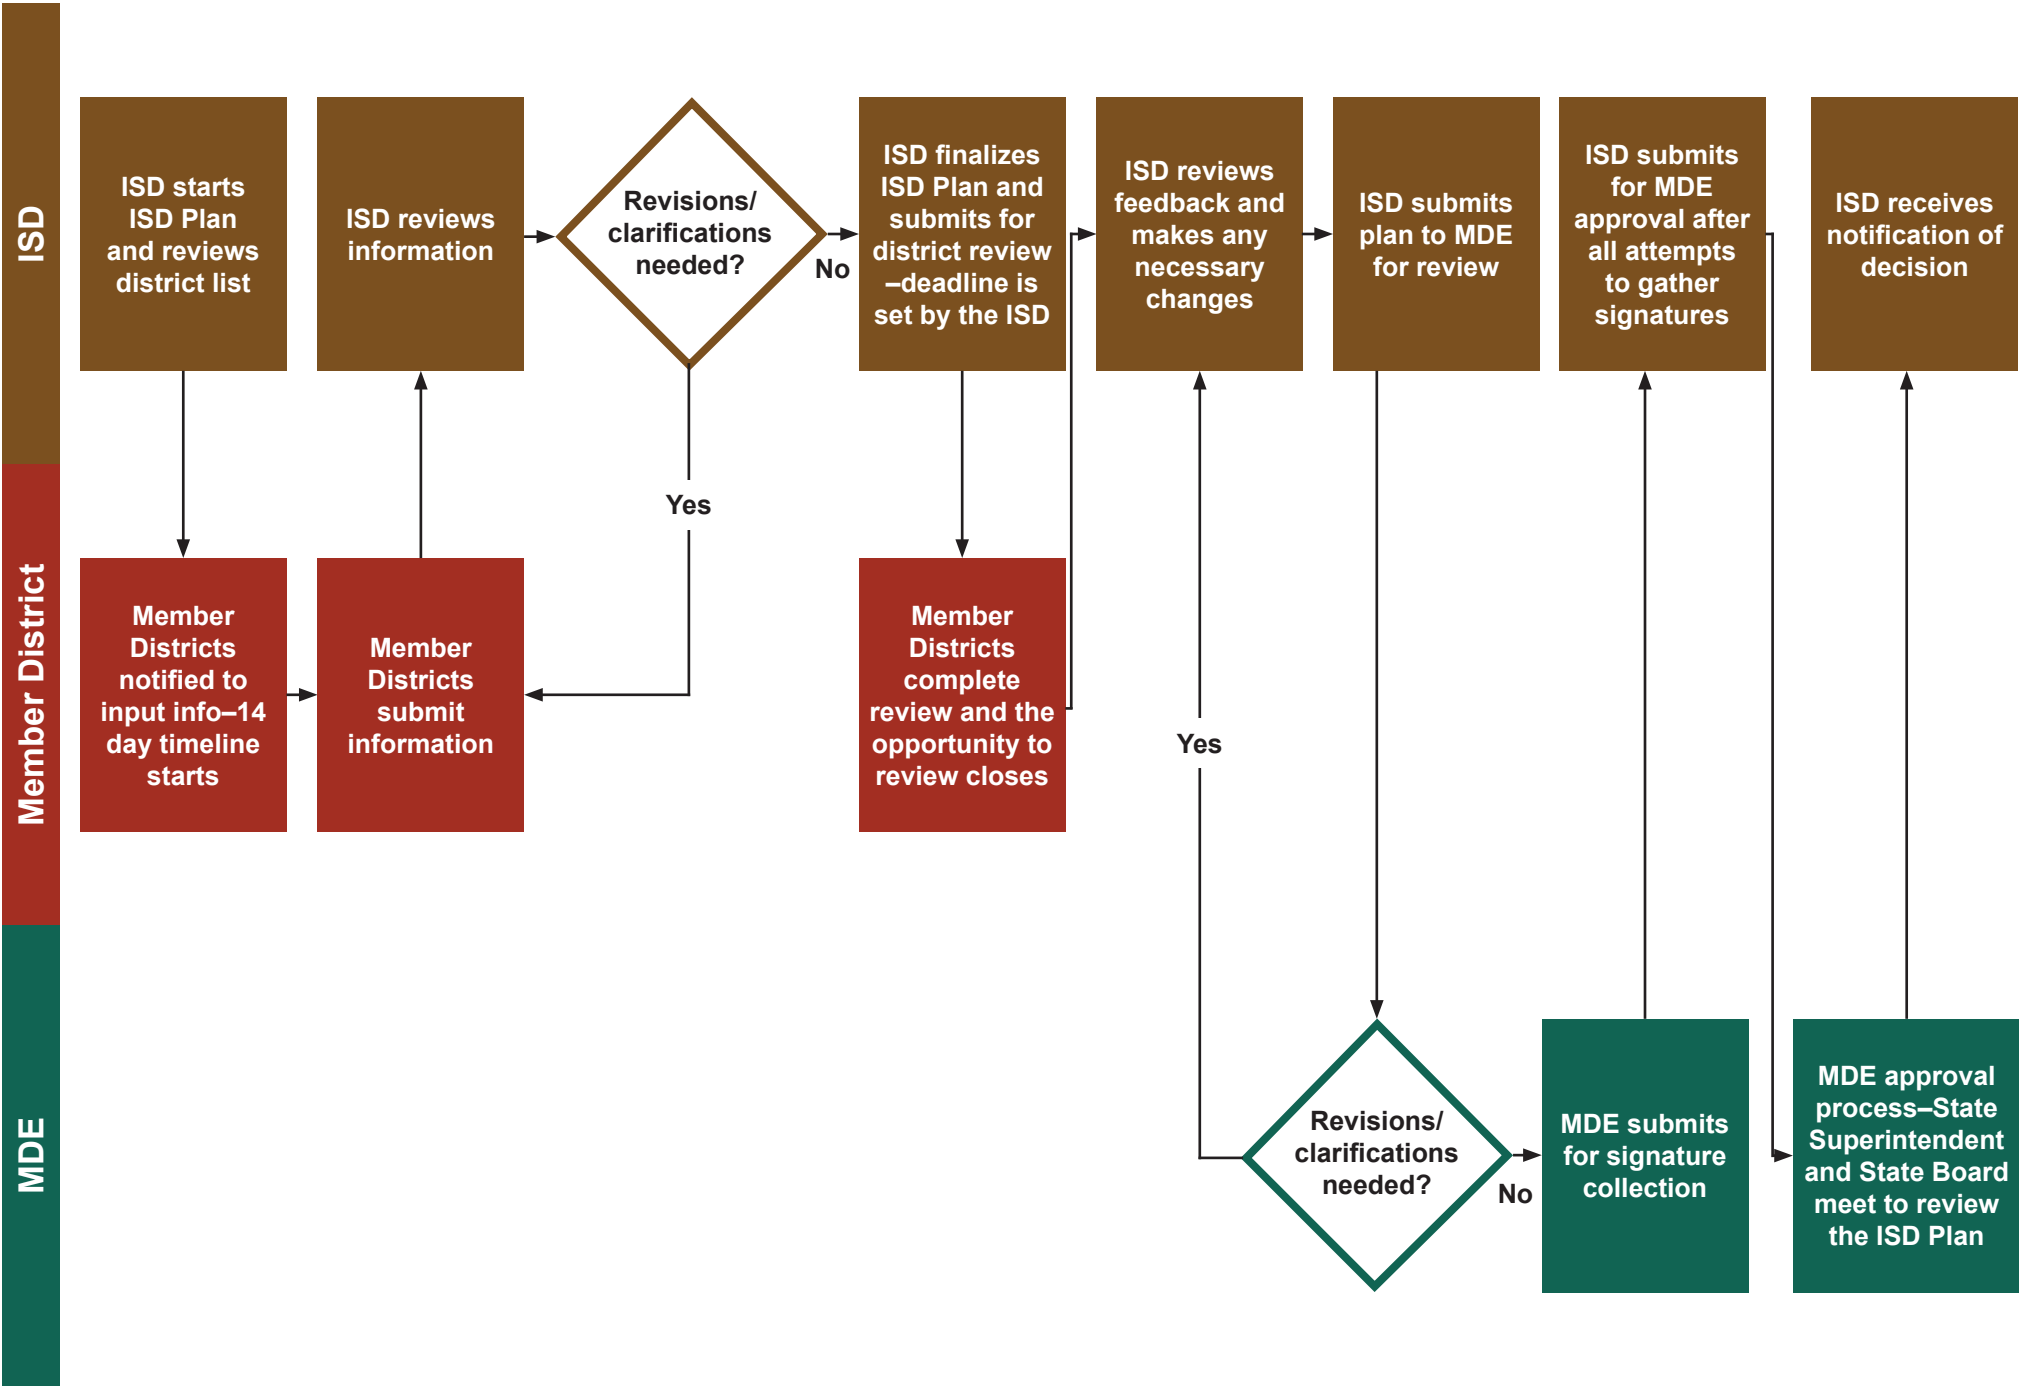 ISD
ISD starts
ISD Plan
and reviews
district list
ISD reviews
information
Revisions/
clarifications
needed?
No
Yes
ISD finalizes
ISD Plan and
submits for
district review
–deadline is
set by the ISD
ISD reviews
feedback and
makes any
necessary
changes
ISD submits
plan to MDE
for review
ISD submits
for MDE
approval after
all attempts
to gather
signatures
ISD receives
notification of
decision
Member District
Member
Districts
notified to
input info–14
day timeline
starts
Member
Districts
submit
information
Member
Districts
complete
review and the
opportunity to
review closes
Yes
MDE
Revisions/
clarifications
needed?
No
MDE submits
for signature
collection
MDE approval
process–State
Superintendent
and State Board
meet to review
the ISD Plan